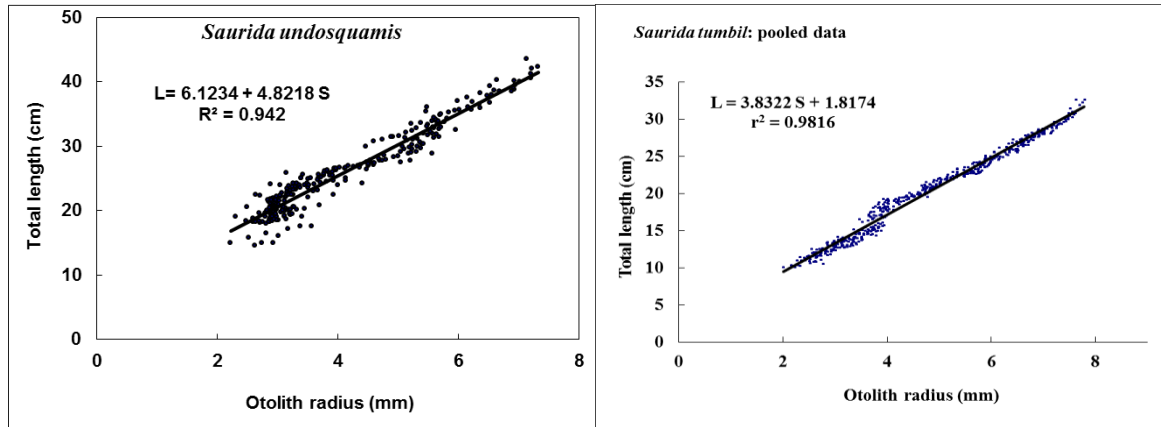 Saurida undosquamis
L= 6.1234 + 4.8218 S
R² = 0.942
Total length (cm)
50
40
30
20
10
0
0 2 4 6 8
Otolith radius (mm)
Saurida tumbil: pooled data
L = 3.8322 S + 1.8174
r² = 0.9816
Total length (cm)
35
30
25
20
15
10
5
0
0 2 4 6 8
Otolith radius (mm)